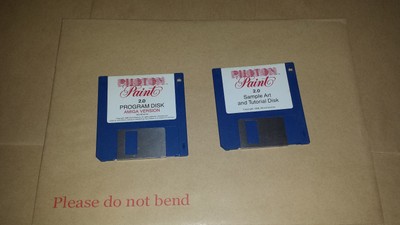 PHOTON
Paint
2.0
PROGRAM DISK
AMIGA VERSION
PHOTON
Paint
2.0
Sample Art
and Tutorial Disk
Please do not bend